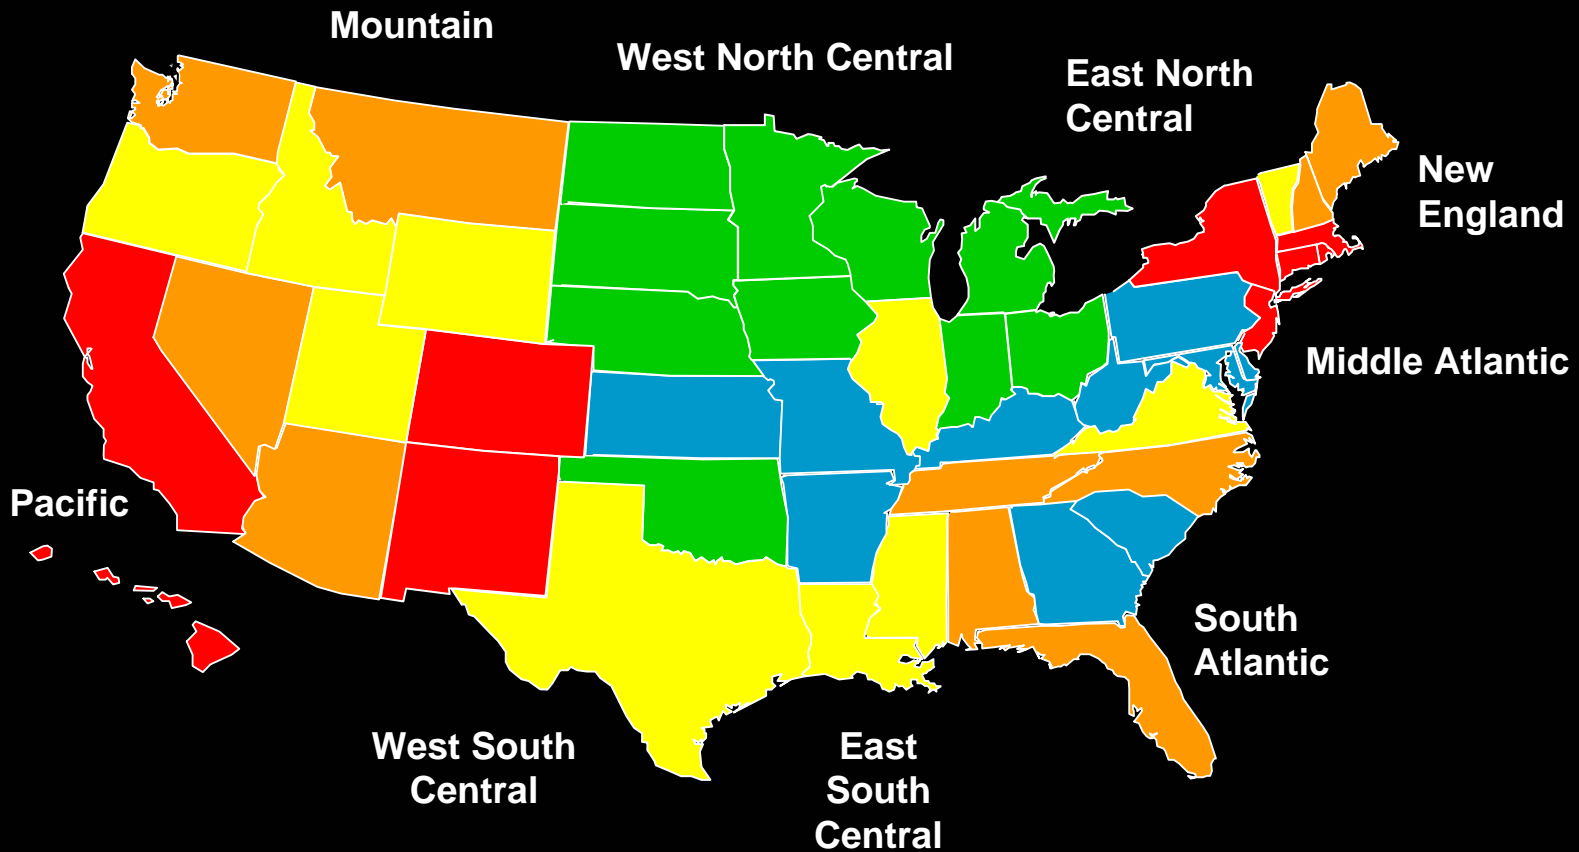 Mountain
West North Central
East North
Central
New
England
Middle Atlantic
Pacific
South
Atlantic
West South
Central
East
South
Central